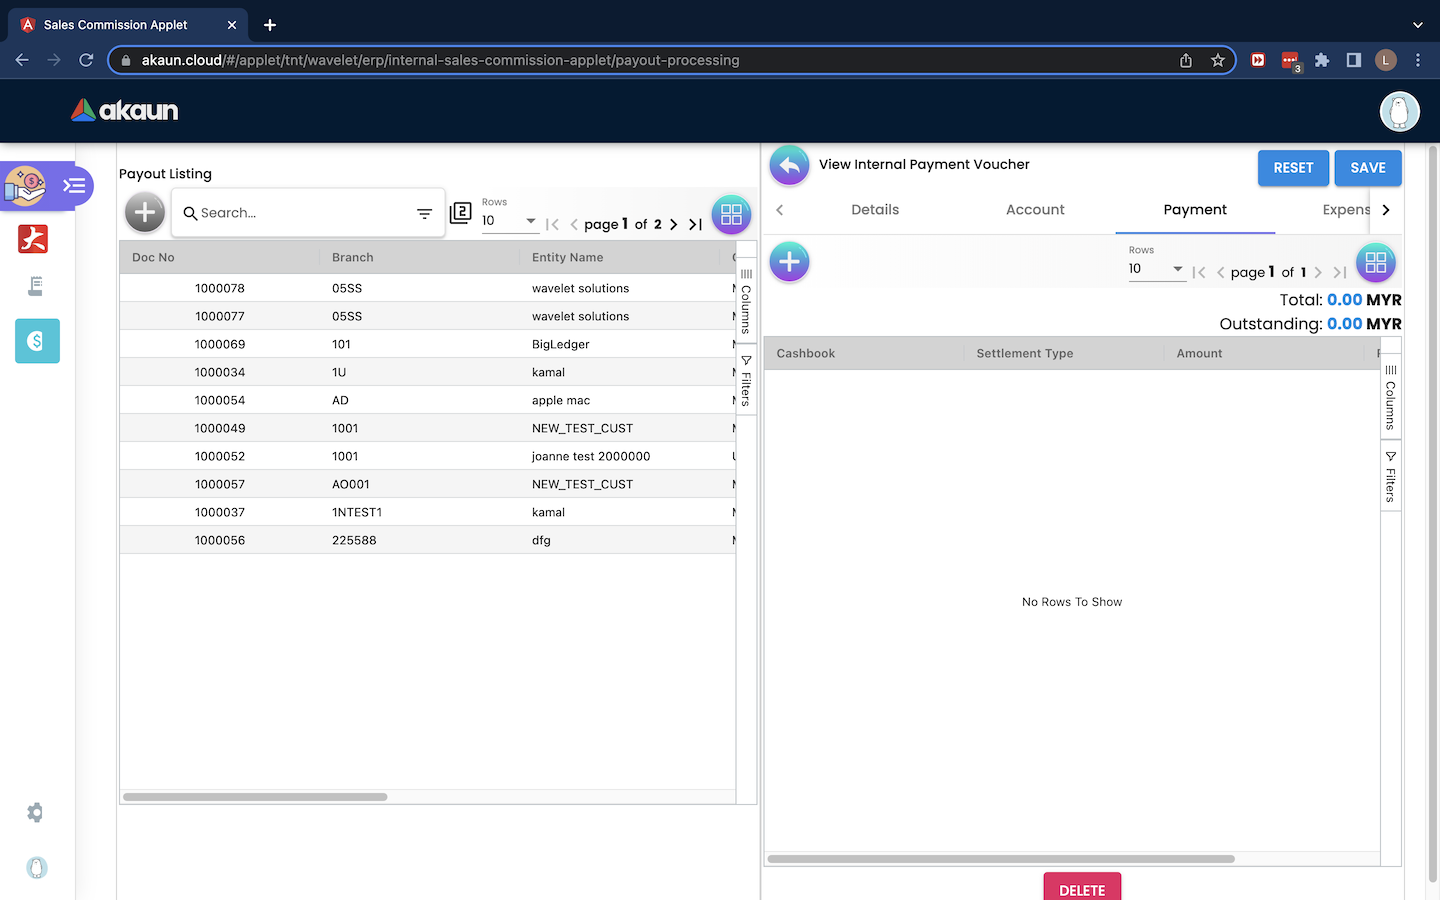 Sales Commission Applet
akaun.cloud/#/applet/tnt/wavelet/erp/internal-sales-commission-applet/payout-processing
3
L
akaun
Payout Listing
Search...
2
Rows
10
page 1 of 2
Doc No Branch Entity Name
1000078 05SS wavelet solutions
1000077 05SS wavelet solutions
1000069 101 BigLedger
1000034 1U kamal
1000054 AD apple mac
1000049 1001 NEW_TEST_CUST
1000052 1001 joanne test 2000000
1000057 AO001 NEW_TEST_CUST
1000037 1NTEST1 kamal
1000056 225588 dfg
Columns
Filters
View Internal Payment Voucher
RESET
SAVE
Details Account Payment Expens
Rows
10
page 1 of 1
Total: 0.00 MYR
Outstanding: 0.00 MYR
Cashbook Settlement Type Amount
No Rows To Show
Columns
Filters
DELETE